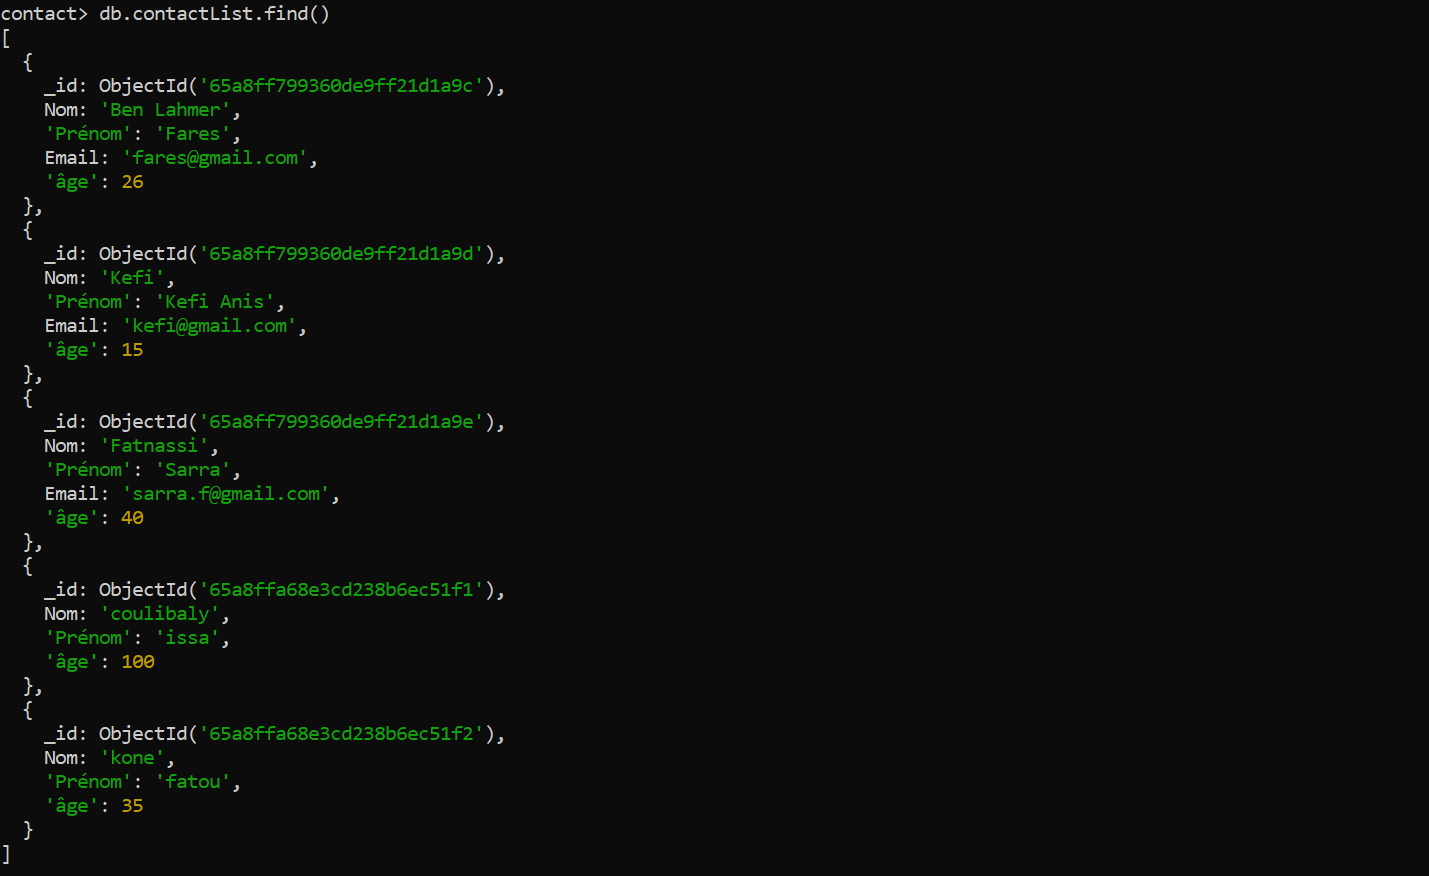 contact> db.contactList.find()
[
  {
    _id: ObjectId('65a8ff799360de9ff21d1a9c'),
    Nom: 'Ben Lahmer',
    'Prénom': 'Fares',
    Email: 'fares@gmail.com',
    'âge': 26
  },
  {
    _id: ObjectId('65a8ff799360de9ff21d1a9d'),
    Nom: 'Kefi',
    'Prénom': 'Kefi Anis',
    Email: 'kefi@gmail.com',
    'âge': 15
  },
  {
    _id: ObjectId('65a8ff799360de9ff21d1a9e'),
    Nom: 'Fatnassi',
    'Prénom': 'Sarra',
    Email: 'sarra.f@gmail.com',
    'âge': 40
  },
  {
    _id: ObjectId('65a8ffa68e3cd238b6ec51f1'),
    Nom: 'coulibaly',
    'Prénom': 'issa',
    'âge': 100
  },
  {
    _id: ObjectId('65a8ffa68e3cd238b6ec51f2'),
    Nom: 'kone',
    'Prénom': 'fatou',
    'âge': 35
  }
]